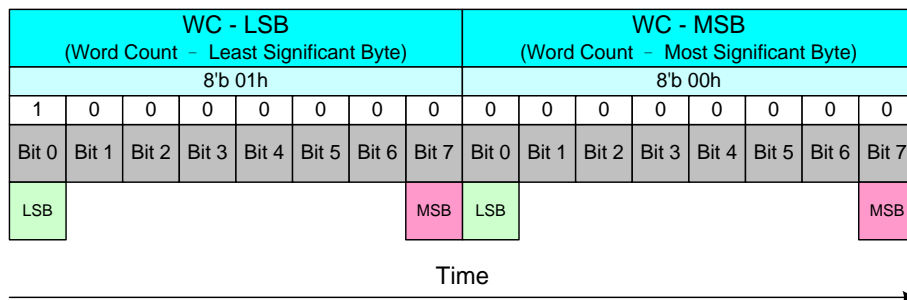 WC - LSB WC - MSB
(Word Count – Least Significant Byte) (Word Count – Most Significant Byte)
8'b 01h 8'b 00h
1 0 0 0 0 0 0 0 0 0 0 0 0 0 0 0
Bit 0 Bit 1 Bit 2 Bit 3 Bit 4 Bit 5 Bit 6 Bit 7 Bit 0 Bit 1 Bit 2 Bit 3 Bit 4 Bit 5 Bit 6 Bit 7
LSB MSB LSB MSB
Time